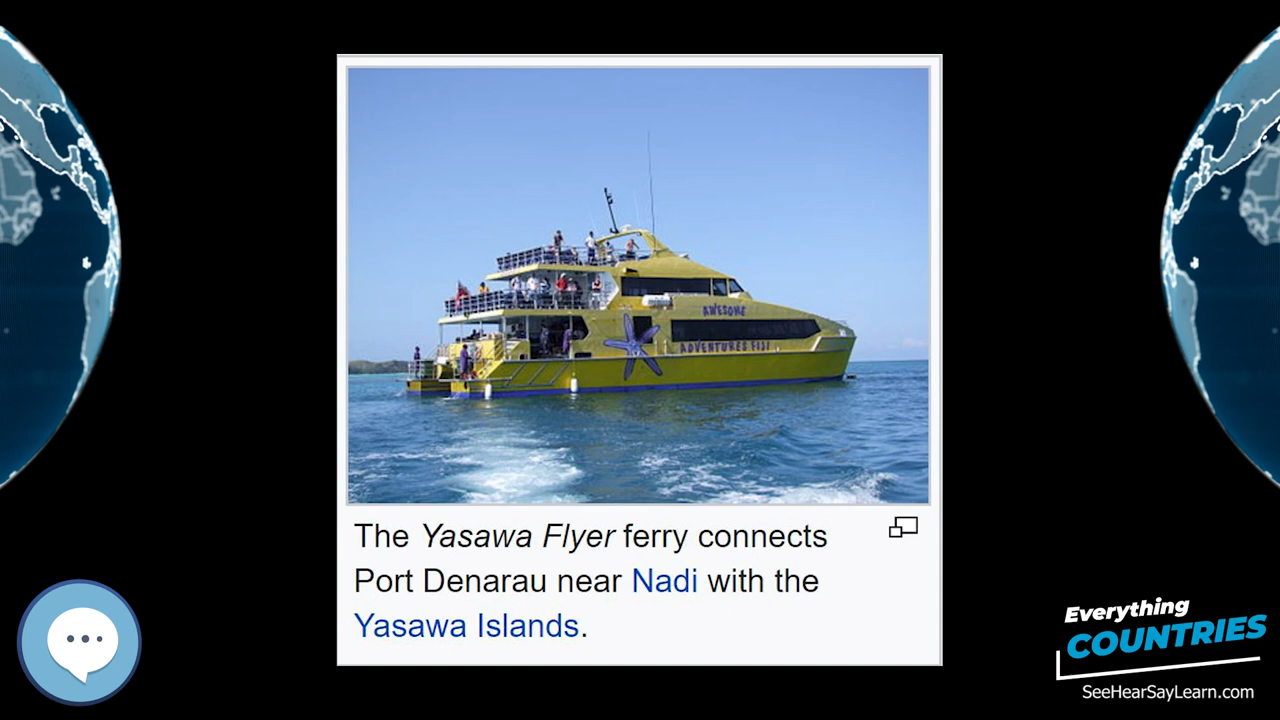 AWESOME
ADVENTURES FIJI
The Yasawa Flyer ferry connects
Port Denarau near Nadi with the
Yasawa Islands.
Everything
COUNTRIES
SeeHearSayLearn.com